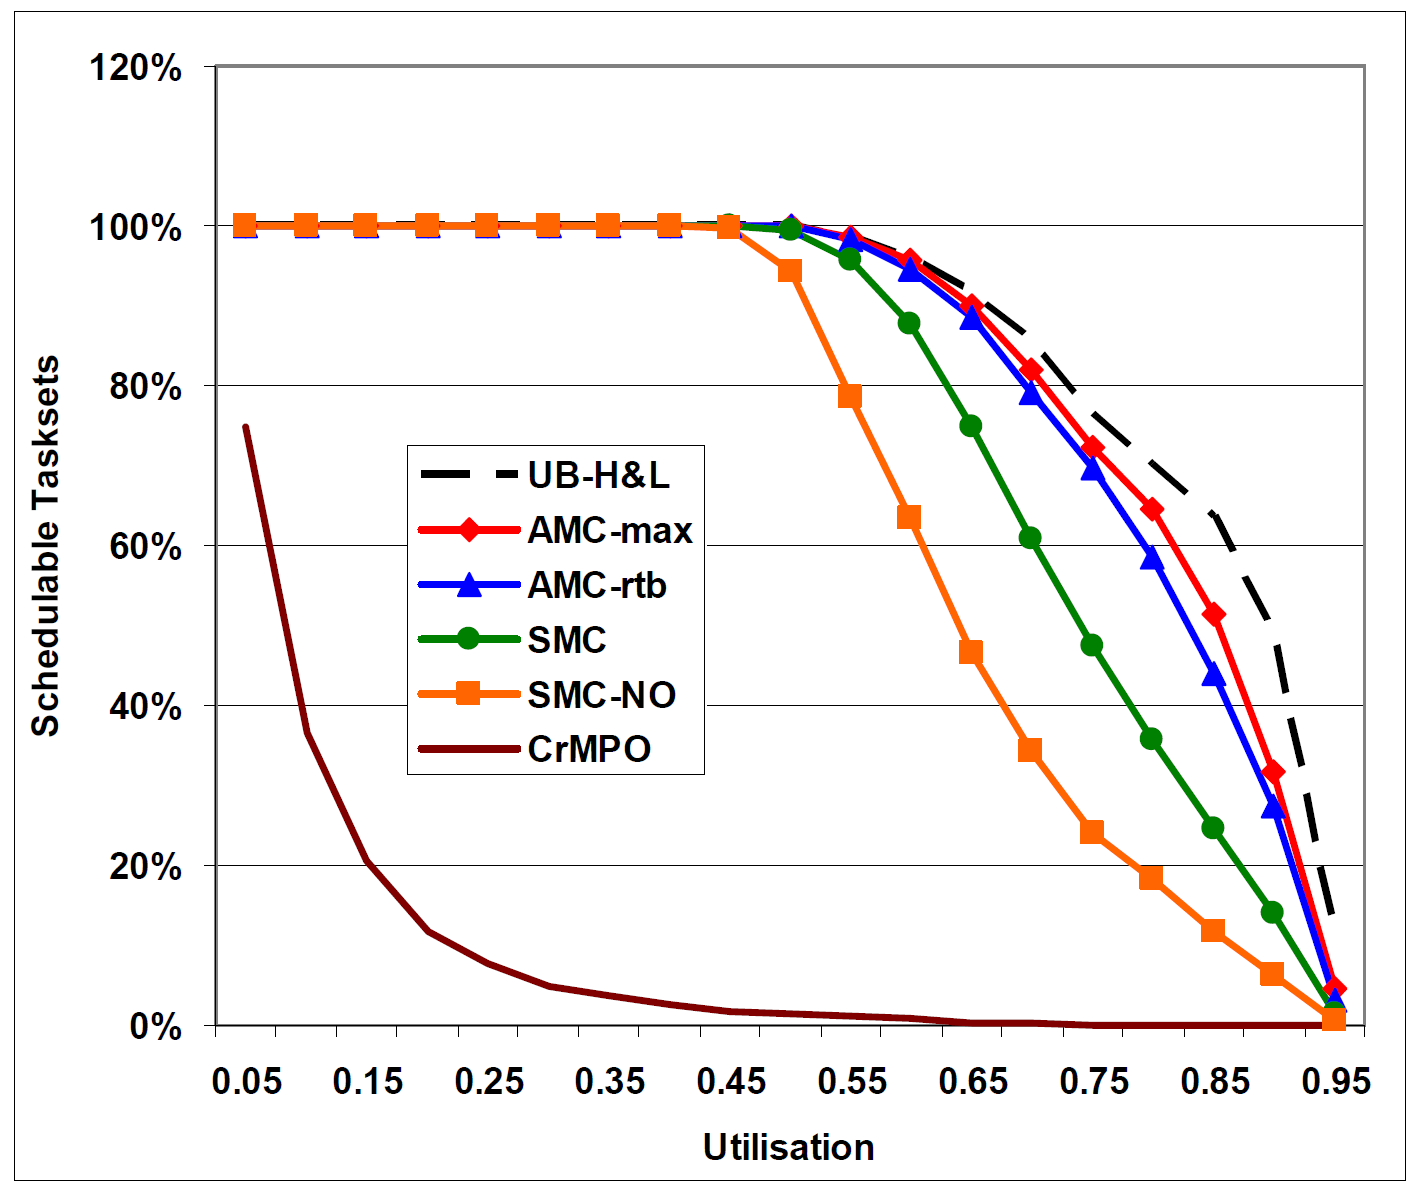 120%
100%
80%
60%
40%
20%
0%
Schedulable Tasksets
UB-H&L
AMC-max
AMC-rtb
SMC
SMC-NO
CrMPO
0.05 0.15 0.25 0.35 0.45 0.55 0.65 0.75 0.85 0.95
Utilisation